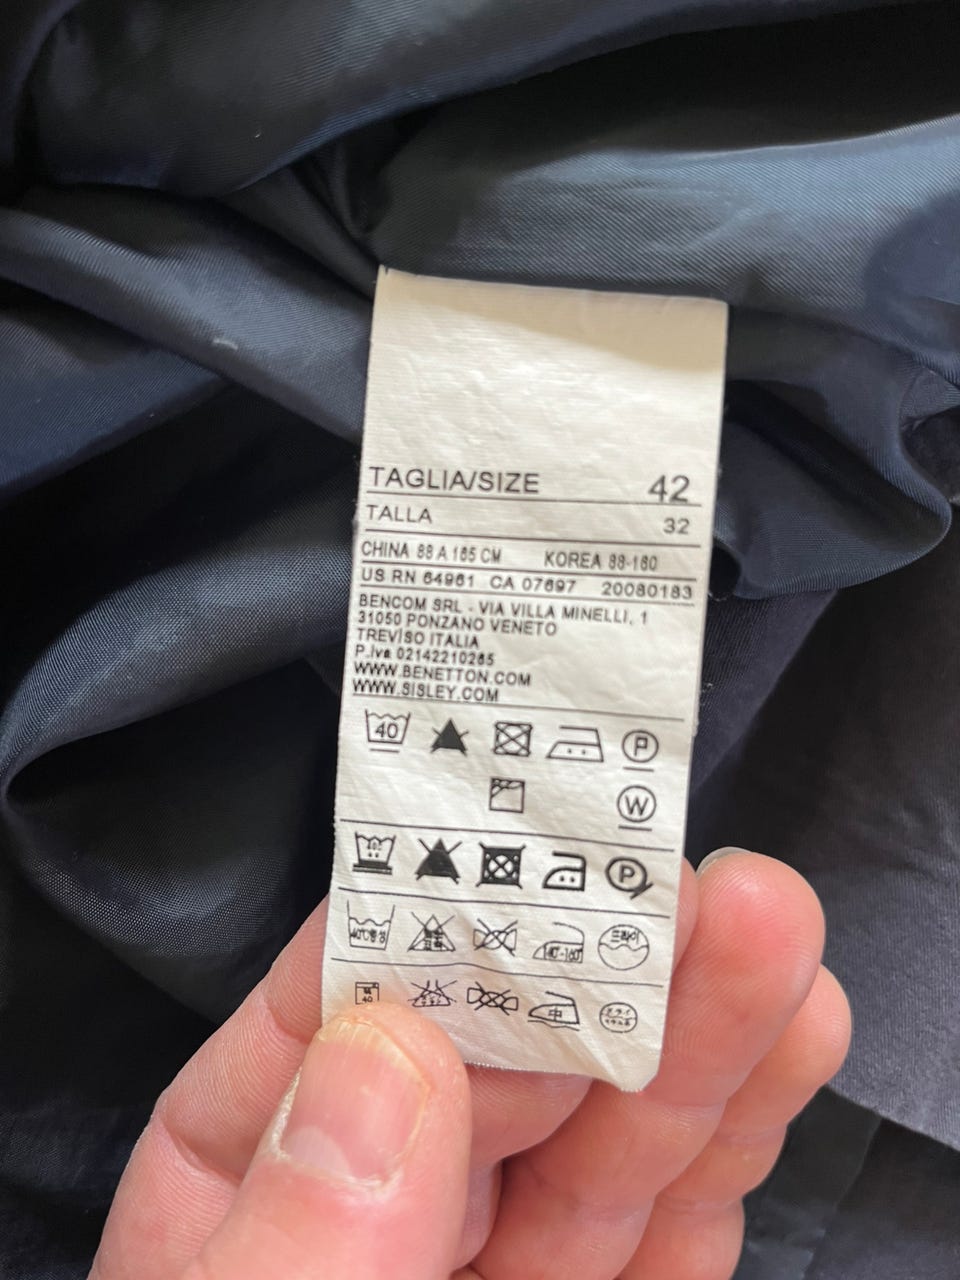 TAGLIA/SIZE 42
TALLA 32
CHINA 88 A 165 CM KOREA 88-160
US RN 64961 CA 07697 20080183
BENCOM SRL - VIA VILLA MINELLI, 1
31050 PONZANO VENETO
TREVISO ITALIA
P.Iva 02142210265
WWW.BENETTON.COM
WWW.SISLEY.COM
40 P
W
P
40
中